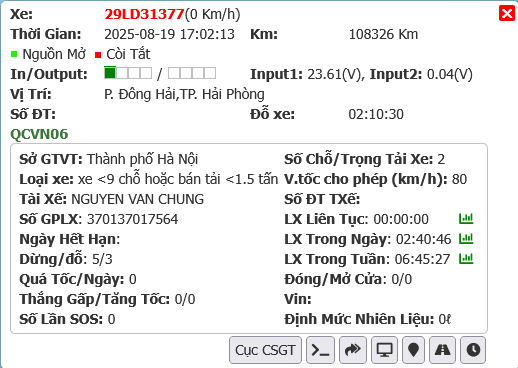 Xe: 29LD31377(0 Km/h)
Thời Gian: 2025-08-19 17:02:13 Km: 108326 Km
Nguồn Mở Còi Tắt
In/Output: / Input1: 23.61(V), Input2: 0.04(V)
Vị Trí: P. Đông Hải,TP. Hải Phòng
Số ĐT: Đỗ xe: 02:10:30
QCVN06
Sở GTVT: Thành phố Hà Nội Số Chỗ/Trọng Tải Xe: 2
Loại xe: xe <9 chỗ hoặc bán tải <1.5 tấn V.tốc cho phép (km/h): 80
Tài Xế: NGUYEN VAN CHUNG Số ĐT TXế:
Số GPLX: 370137017564 LX Liên Tục: 00:00:00
Ngày Hết Hạn: LX Trong Ngày: 02:40:46
Dừng/đỗ: 5/3 LX Trong Tuần: 06:45:27
Quá Tốc/Ngày: 0 Đóng/Mở Cửa: 0/0
Thắng Gấp/Tăng Tốc: 0/0 Vin:
Số Lần SOS: 0 Định Mức Nhiên Liệu: 0ℓ
Cục CSGT